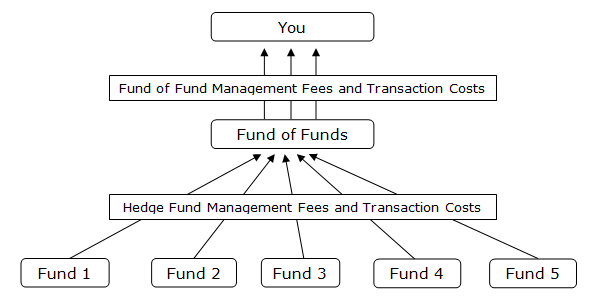 You
Fund of Fund Management Fees and Transaction Costs
Fund of Funds
Hedge Fund Management Fees and Transaction Costs
Fund 1
Fund 2
Fund 3
Fund 4
Fund 5